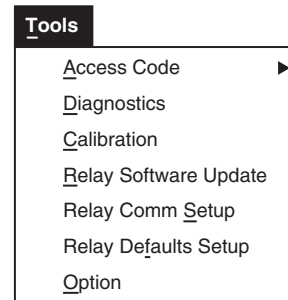 Tools
Access Code
Diagnostics
Calibration
Relay Software Update
Relay Comm Setup
Relay Defaults Setup
Option